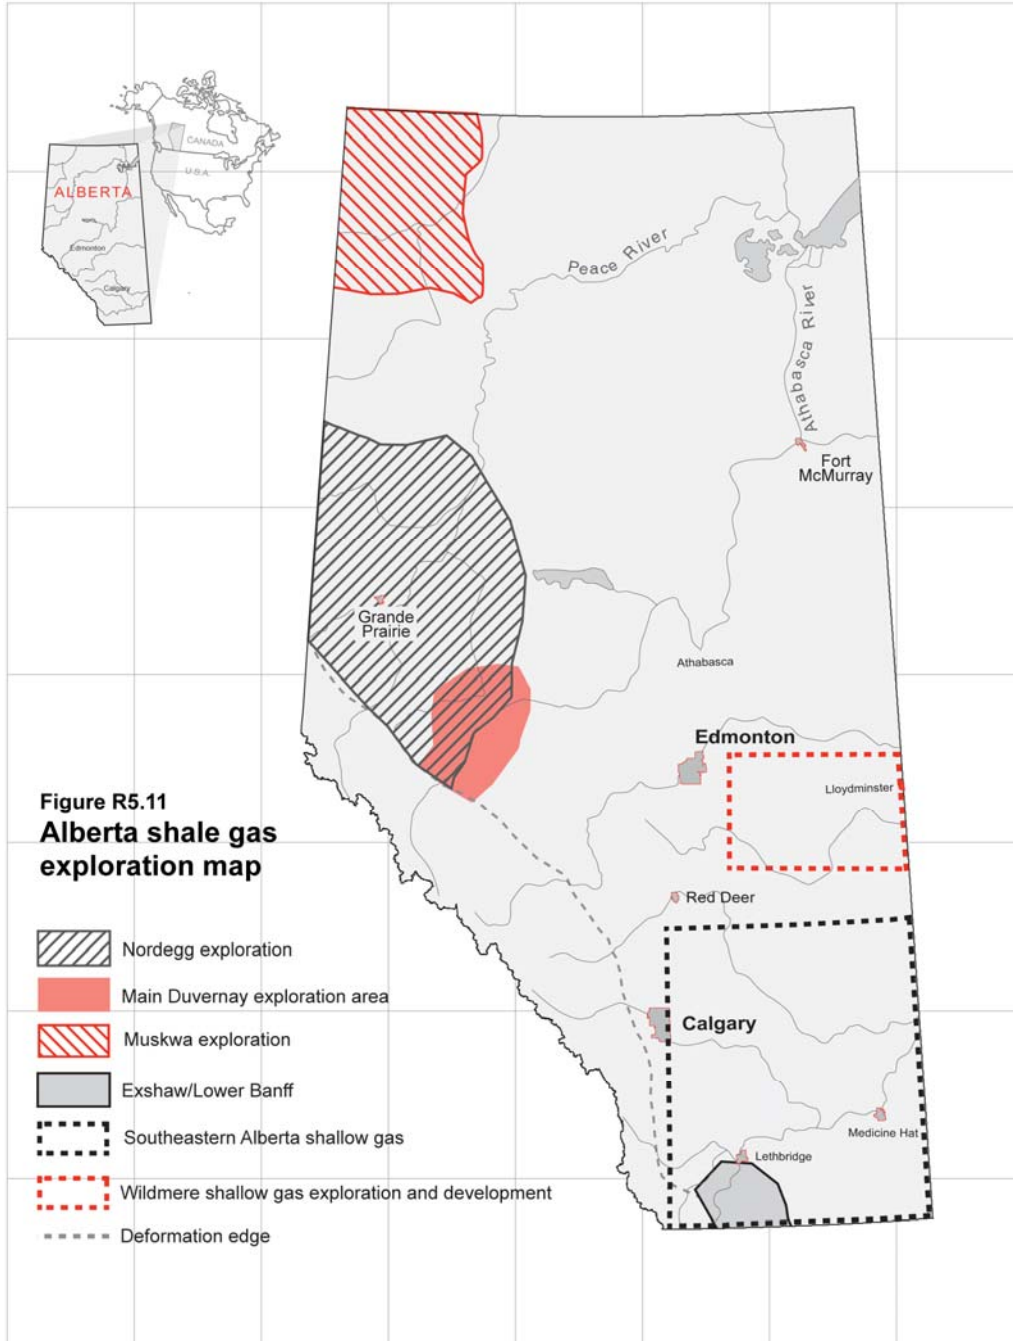 CANADA
U.S.A.
ALBERTA
Edmonton
Calgary
Peace River
Athabasca River
Fort
McMurray
Grande
Prairie
Athabasca
Edmonton
Lloydminster
Red Deer
Calgary
Medicine Hat
Lethbridge
Figure R5.11
Alberta shale gas
exploration map
Nordegg exploration
Main Duvernay exploration area
Muskwa exploration
Exshaw/Lower Banff
Southeastern Alberta shallow gas
Wildmere shallow gas exploration and development
Deformation edge